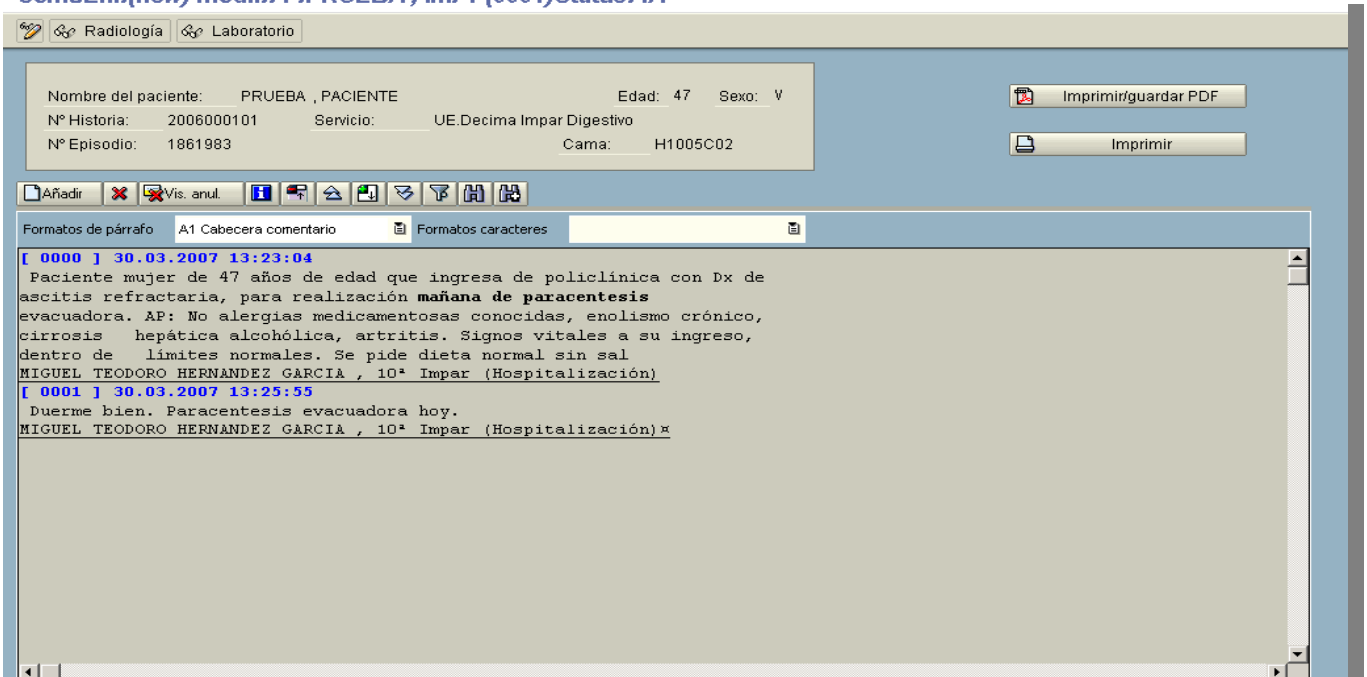 Radiología Laboratorio
Nombre del paciente: PRUEBA , PACIENTE Edad: 47 Sexo: V
Nº Historia: 2006000101 Servicio: UE.Decima Impar Digestivo
Nº Episodio: 1861983 Cama: H1005C02
Imprimir/guardar PDF
Imprimir
Añadir Vis. anul.
Formatos de párrafo A1 Cabecera comentario Formatos caracteres
[ 0000 ] 30.03.2007 13:23:04
Paciente mujer de 47 años de edad que ingresa de policlínica con Dx de
ascitis refractaria, para realización mañana de paracentesis
evacuadora. AP: No alergias medicamentosas conocidas, enolismo crónico,
cirrosis hepática alcohólica, artritis. Signos vitales a su ingreso,
dentro de límites normales. Se pide dieta normal sin sal
MIGUEL TEODORO HERNANDEZ GARCIA , 10ª Impar (Hospitalización)
[ 0001 ] 30.03.2007 13:25:55
Duerme bien. Paracentesis evacuadora hoy.
MIGUEL TEODORO HERNANDEZ GARCIA , 10ª Impar (Hospitalización)¤